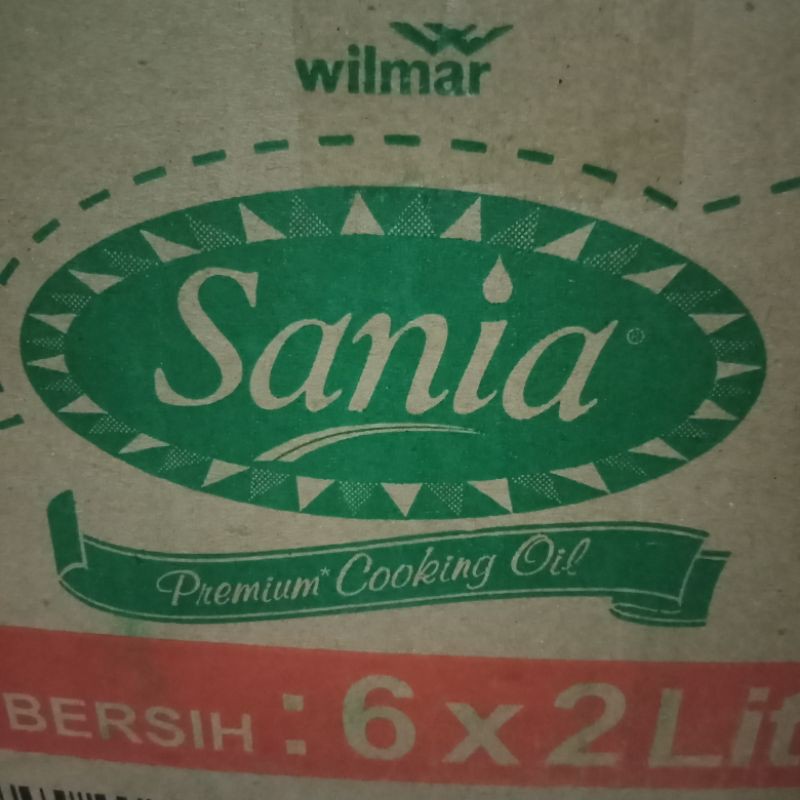 wilmar
Sania®
Premium* Cooking Oil
BERSIH : 6 x 2 Lit